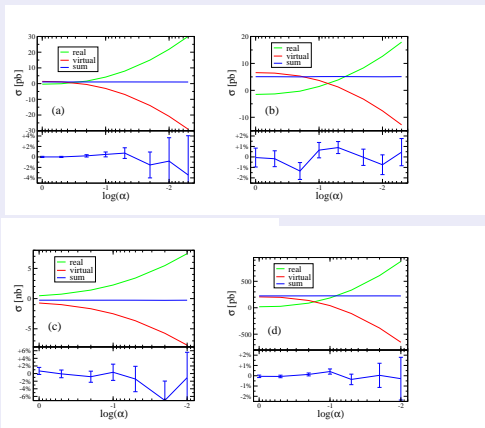 30
20
10
0
-10
-20
30
σ [pb]
real
virtual
sum
(a)
+4%
+2%
0
-2%
-4%
0
-1
-2
log(α)
20
10
0
-10
σ [pb]
real
virtual
sum
(b)
+2%
+1%
0
-1%
-2%
0
-1
-2
log(α)
5
0
-5
σ [nb]
real
virtual
sum
(c)
+6%
+4%
+2%
0
-2%
-4%
-6%
0
-1
-2
log(α)
500
0
-500
σ [pb]
real
virtual
sum
(d)
+2%
+1%
0
+1%
-2%
0
-1
-2
log(α)